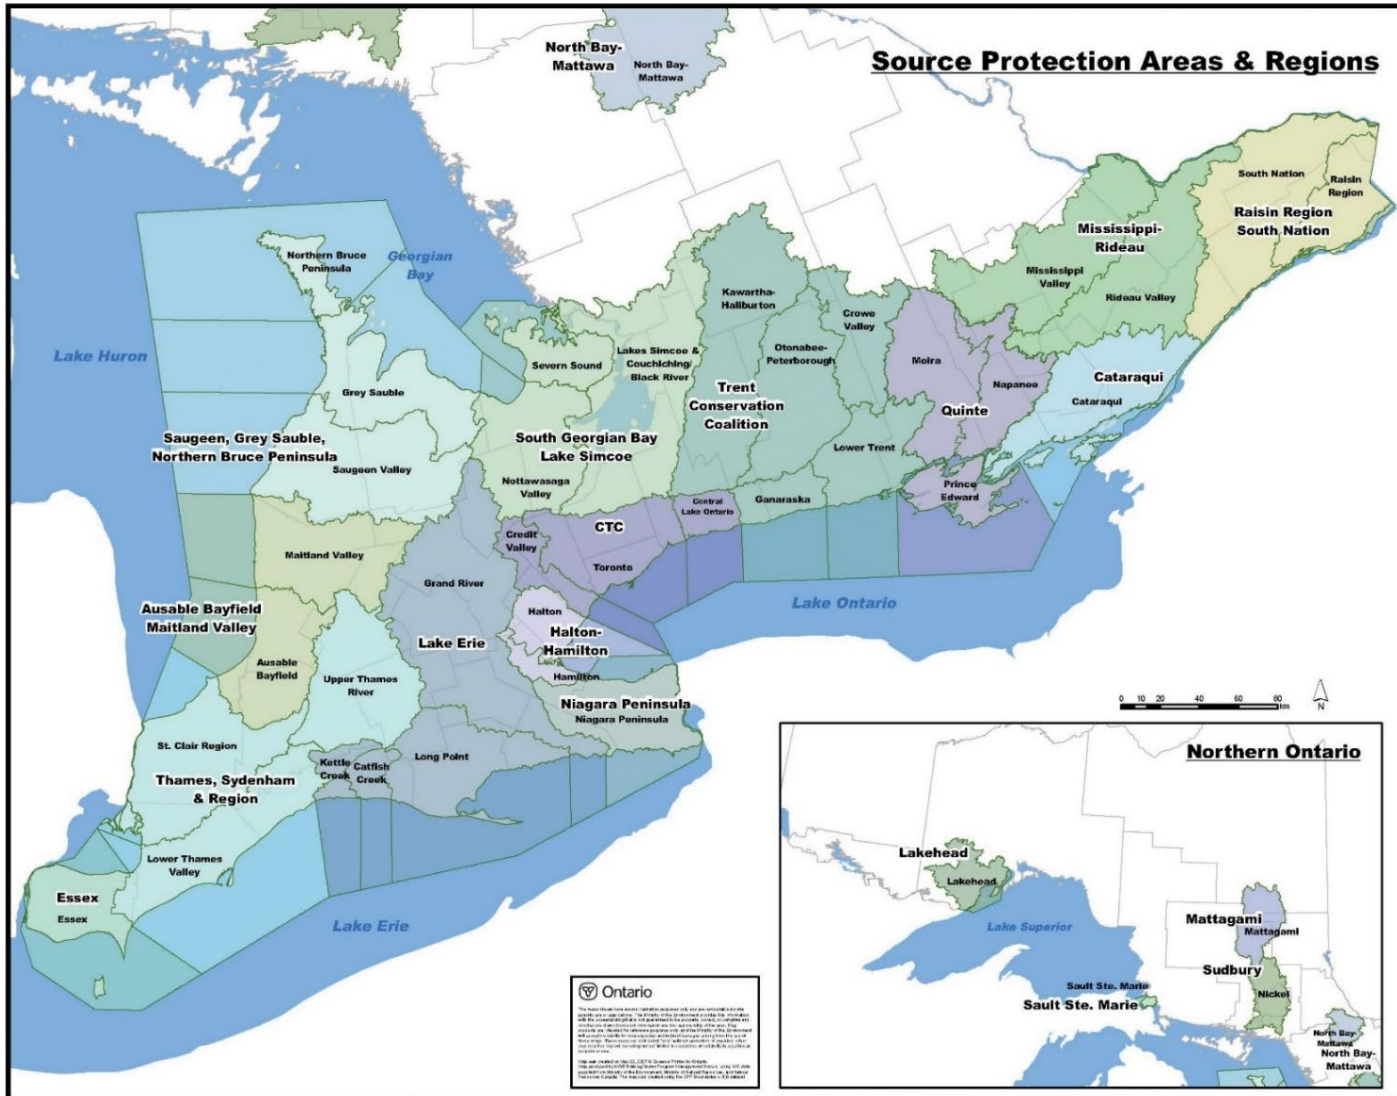 Source Protection Areas & Regions
North Bay-
Mattawa
North Bay-
Mattawa
South Nation
Raisin
Region
Raisin Region
South Nation
Mississippi-
Rideau
Mississippi
Valley
Rideau Valley
Northern Bruce
Peninsula
Georgian
Bay
Lake Huron
Kawartha-
Haliburton
Crowe
Valley
Severn Sound
Lakes Simcoe &
Couchiching/
Black River
Otonabee-
Peterborough
Moira
Napanee
Cataraqui
Cataraqui
Grey Sauble
Trent
Conservation
Coalition
Quinte
Saugeen, Grey Sauble,
Northern Bruce Peninsula
Saugeen Valley
South Georgian Bay
Lake Simcoe
Lower Trent
Nottawasaga
Valley
Prince
Edward
Ganaraska
Central
Lake Ontario
CTC
Credit
Valley
Toronto
Maitland Valley
Grand River
Lake Ontario
Ausable Bayfield
Maitland Valley
Halton
Halton-
Hamilton
Lake Erie
Hamilton
Ausable
Bayfield
Upper Thames
River
Niagara Peninsula
Niagara Peninsula
St. Clair Region
Thames, Sydenham
& Region
Kettle
Creek
Catfish
Creek
Long Point
Lower Thames
Valley
Essex
Essex
Lake Erie
0 10 20 40 60 80
km
N
Northern Ontario
Lakehead
Lakehead
Lake Superior
Mattagami
Mattagami
Sudbury
Nickel
Sault Ste. Marie
Sault Ste. Marie
North Bay-
Mattawa
North Bay-
Mattawa
Ontario